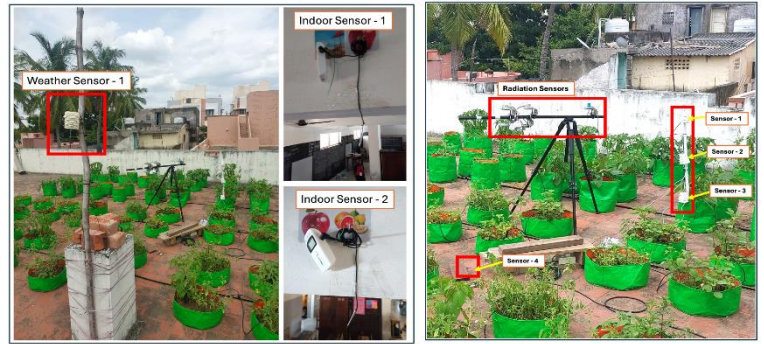 Weather Sensor - 1
Indoor Sensor - 1
Indoor Sensor - 2
Radiation Sensors
Sensor - 1
Sensor - 2
Sensor - 3
Sensor - 4